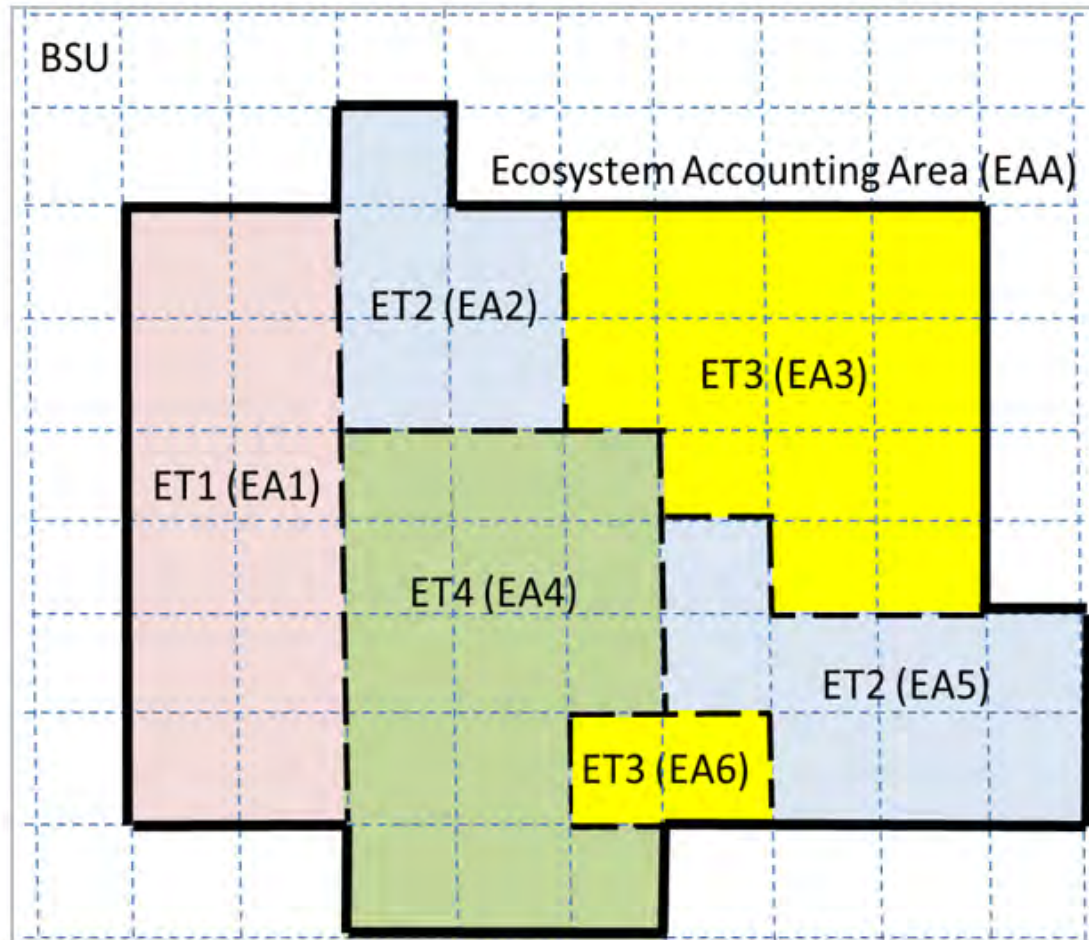 BSU
Ecosystem Accounting Area (EAA)
ET2 (EA2)
ET3 (EA3)
ET1 (EA1)
ET4 (EA4)
ET2 (EA5)
ET3 (EA6)